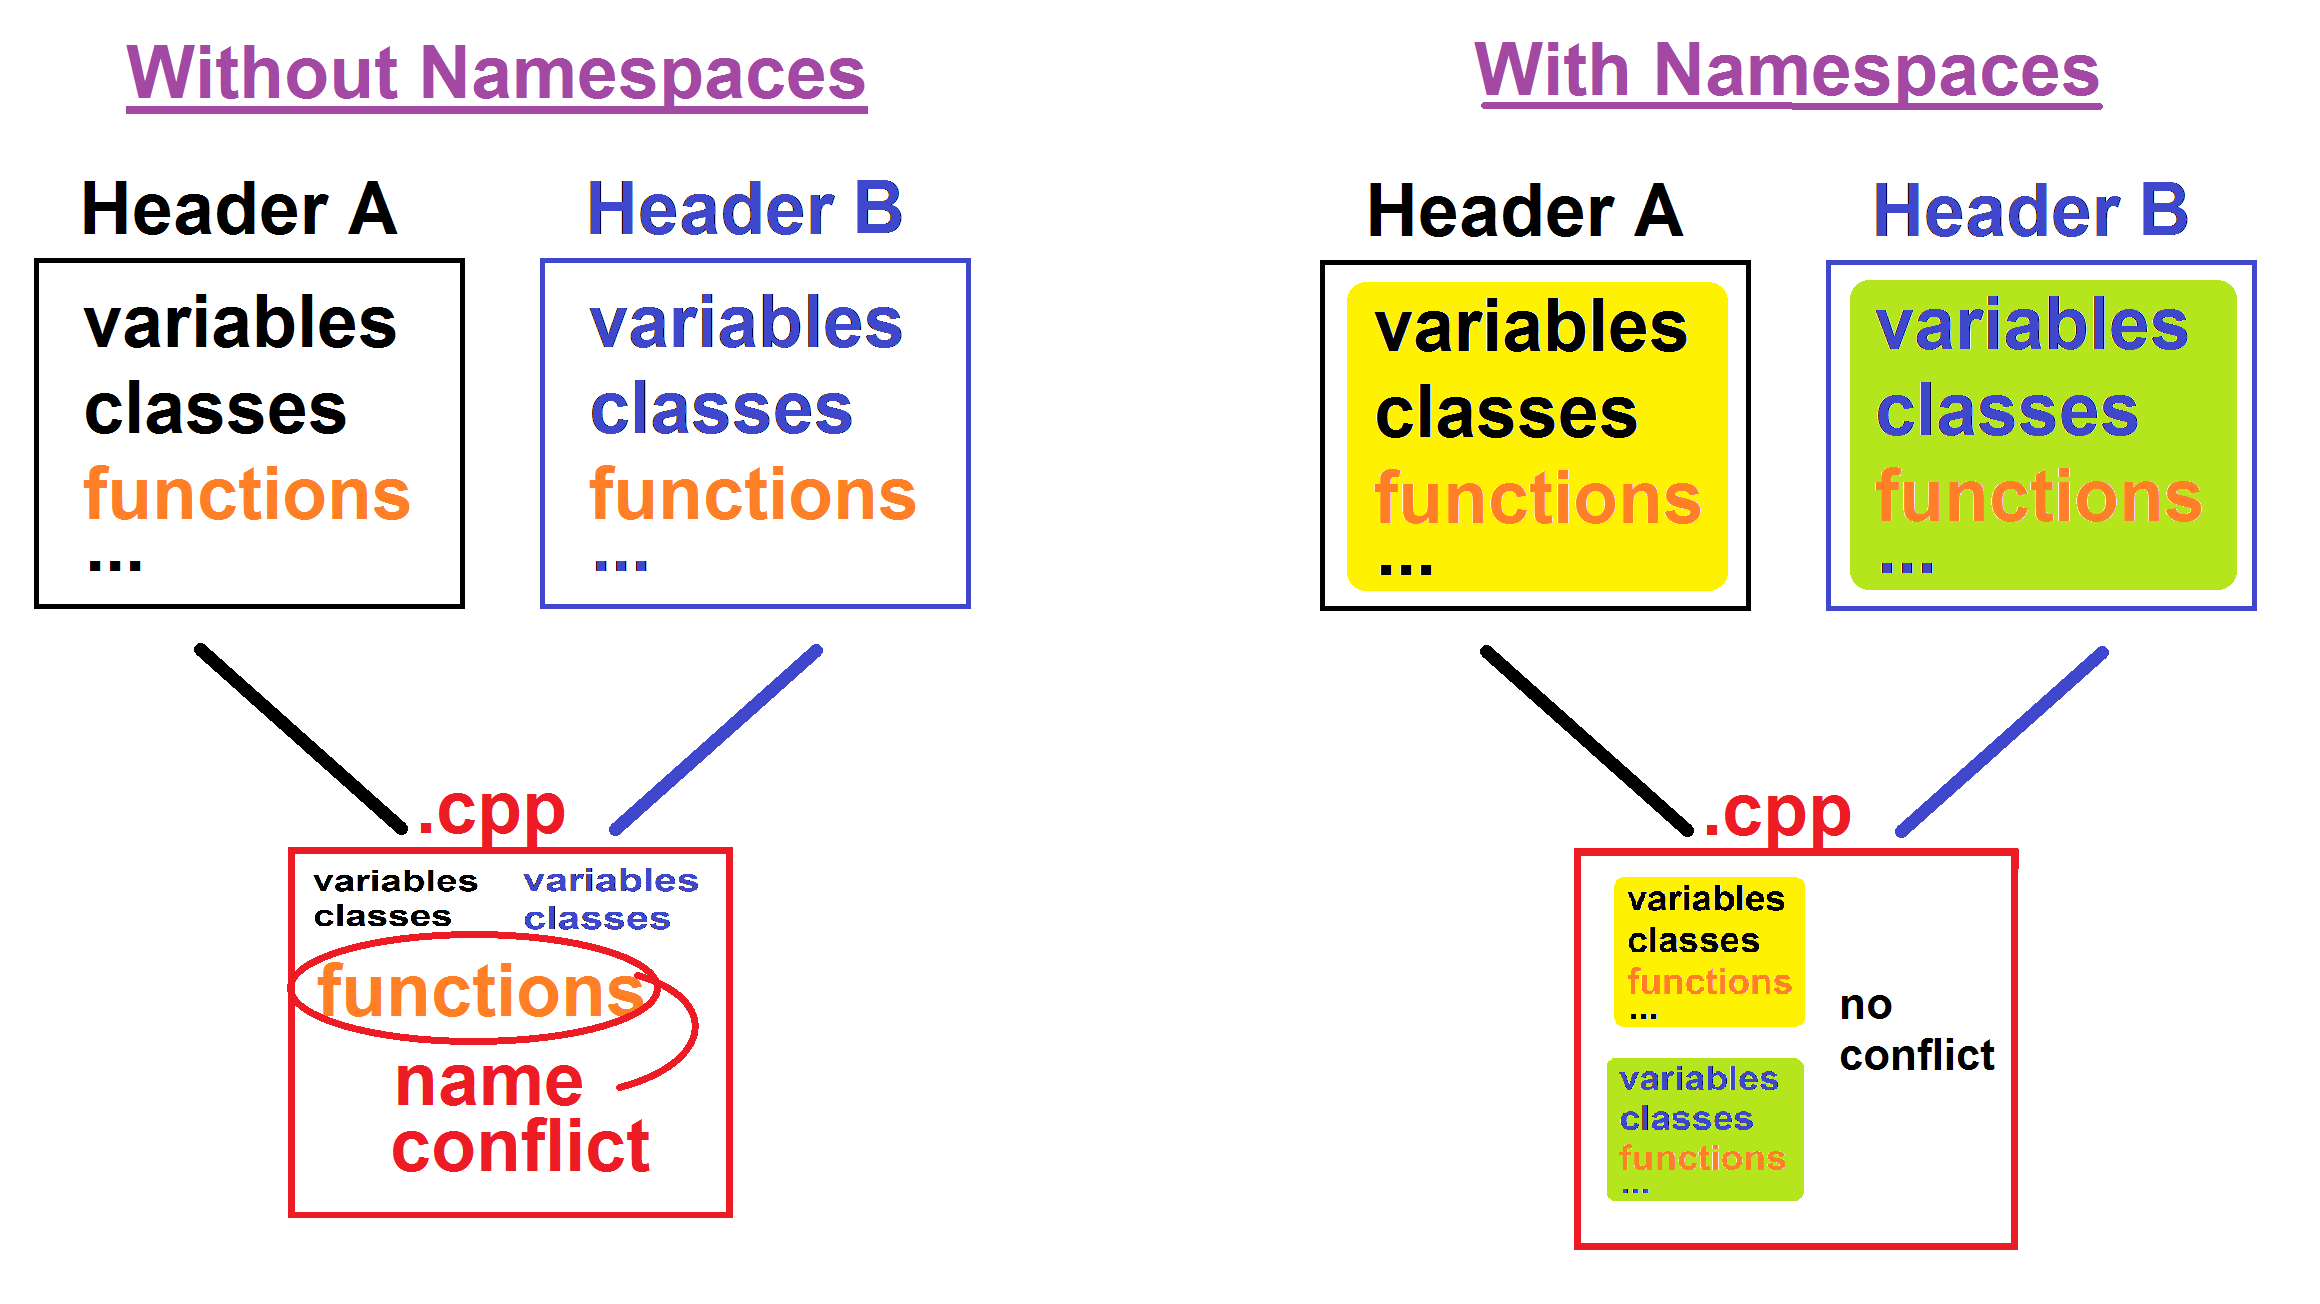 Without Namespaces
Header A
variables
classes
functions
...
Header B
variables
classes
functions
...
.cpp
variables
classes
variables
classes
functions
name
conflict
With Namespaces
Header A
variables
classes
functions
...
Header B
variables
classes
functions
...
.cpp
variables
classes
functions
...
variables
classes
functions
...
no
conflict